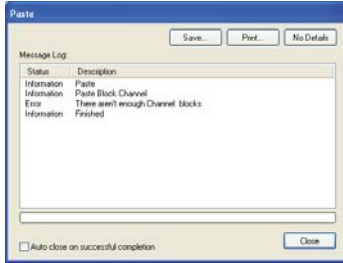 Paste
Save... Print... No Details
Message Log:
Status Description
Information Paste
Information Paste Block Channel
Error There aren't enough Channel blocks
Information Finished
Auto close on successful completion Close